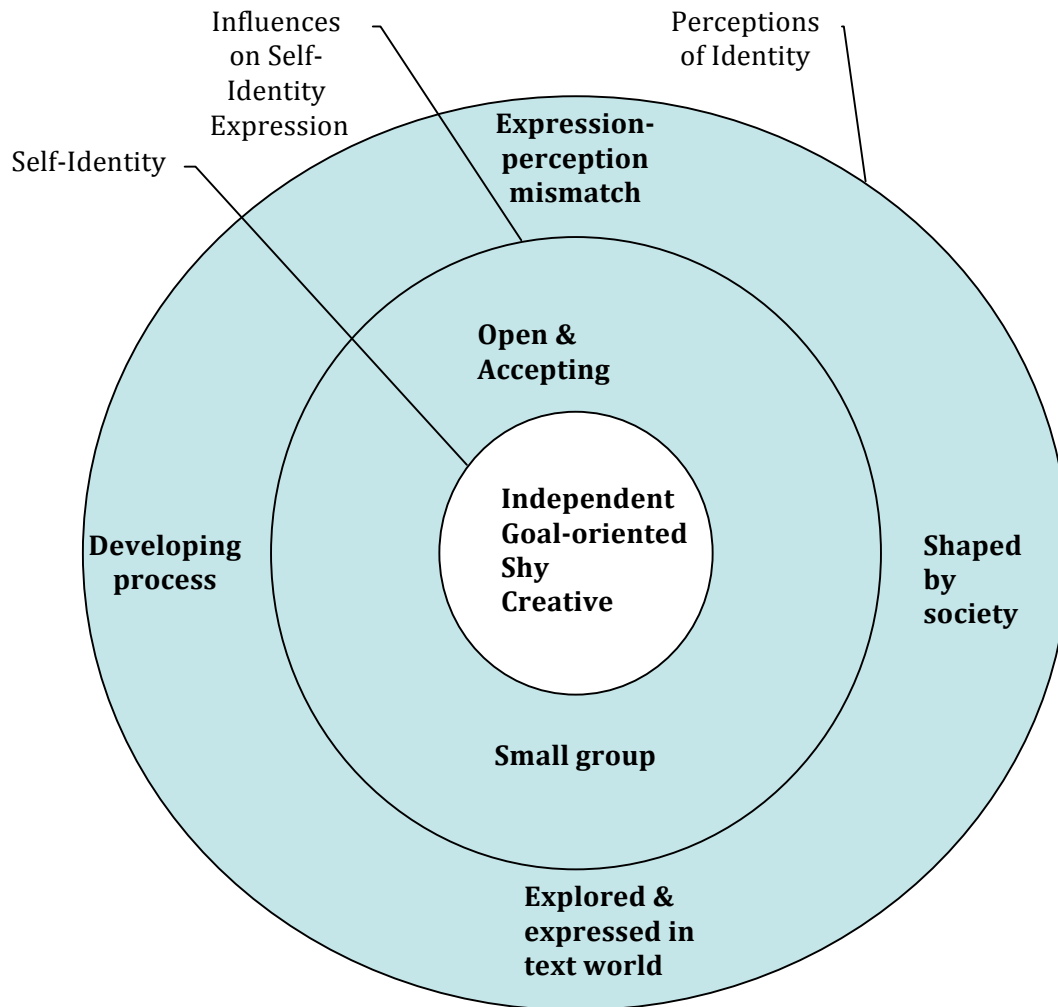 Influences
on Self-
Identity
Expression
Perceptions
of Identity
Self-Identity
Expression-
perception
mismatch
Open &
Accepting
Independent
Goal-oriented
Shy
Creative
Developing
process
Shaped
by
society
Small group
Explored &
expressed in
text world